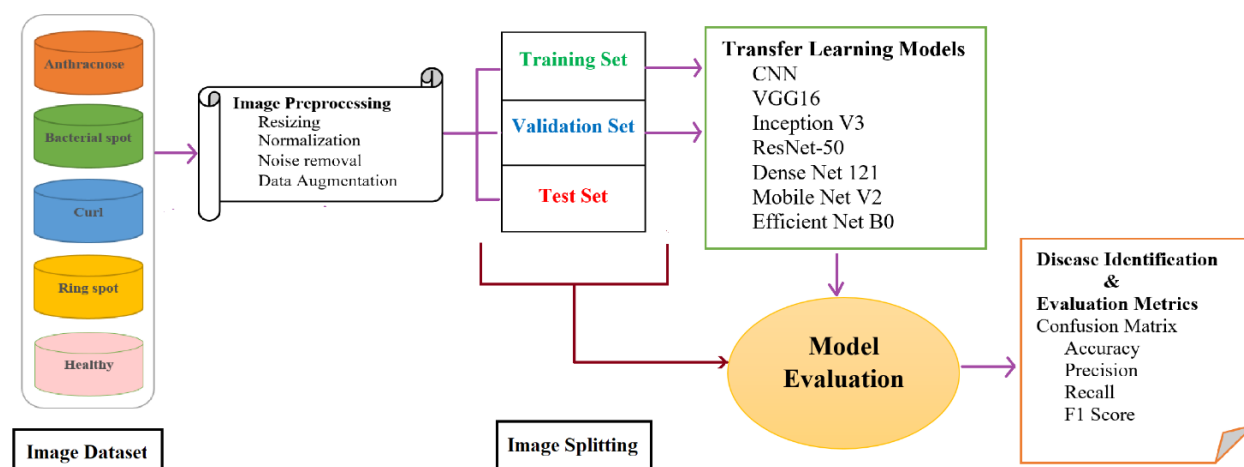 Anthracnose
Bacterial spot
Curl
Ring spot
Healthy
Image Dataset
Image Preprocessing
Resizing
Normalization
Noise removal
Data Augmentation
Training Set
Validation Set
Test Set
Image Splitting
Transfer Learning Models
CNN
VGG16
Inception V3
ResNet-50
Dense Net 121
Mobile Net V2
Efficient Net B0
Model
Evaluation
Disease Identification
&
Evaluation Metrics
Confusion Matrix
Accuracy
Precision
Recall
F1 Score